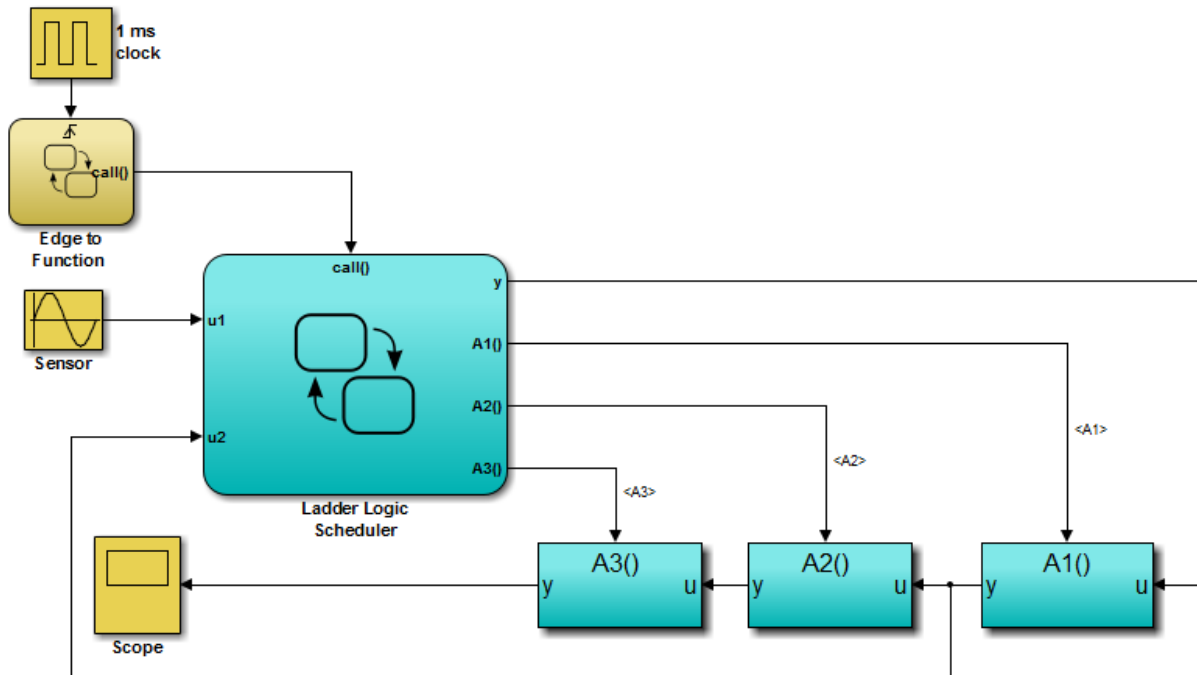 1 ms
clock
call()
Edge to
Function
call()
y
u1
Sensor
A1()
A2()
<A1>
u2
<A2>
A3()
<A3>
Ladder Logic
Scheduler
A3()
y
u
A2()
y
u
A1()
y
u
Scope